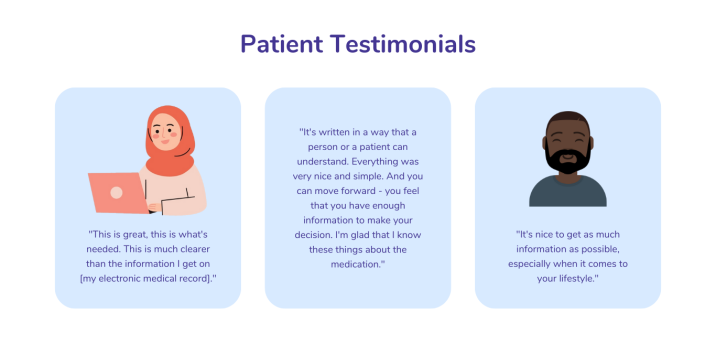 Patient Testimonials
"This is great, this is what's
needed. This is much clearer
than the information I get on
[my electronic medical record]."
"It's written in a way that a
person or a patient can
understand. Everything was
very nice and simple. And you
can move forward - you feel
that you have enough
information to make your
decision. I'm glad that I know
these things about the
medication."
"It's nice to get as much
information as possible,
especially when it comes to
your lifestyle."